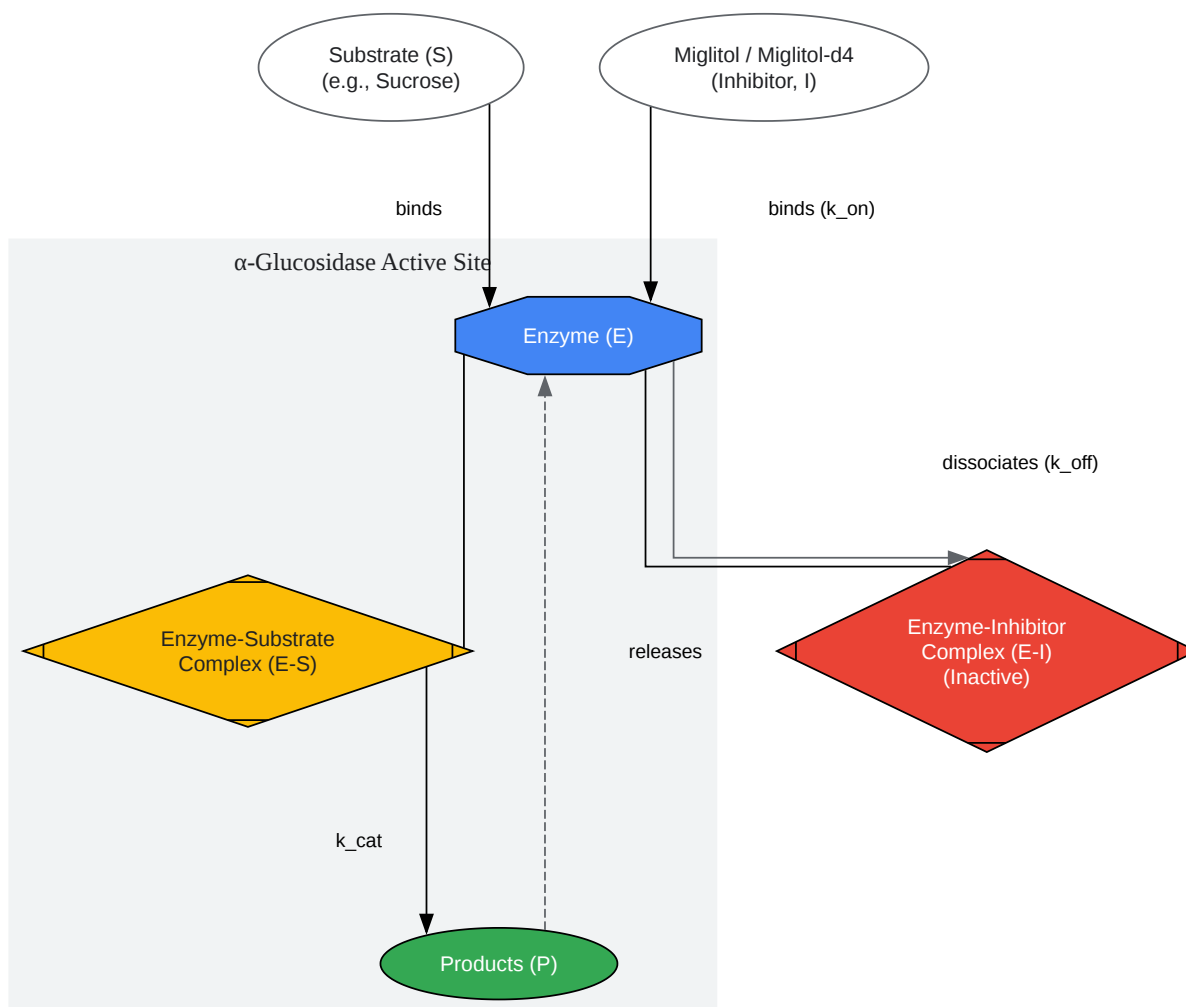 Substrate (S)
(e.g., Sucrose)
Miglitol / Miglitol-d4
(Inhibitor, I)
binds
binds (k_on)
α-Glucosidase Active Site
Enzyme (E)
dissociates (k_off)
Enzyme-Substrate
Complex (E-S)
releases
Enzyme-Inhibitor
Complex (E-I)
(Inactive)
k_cat
Products (P)